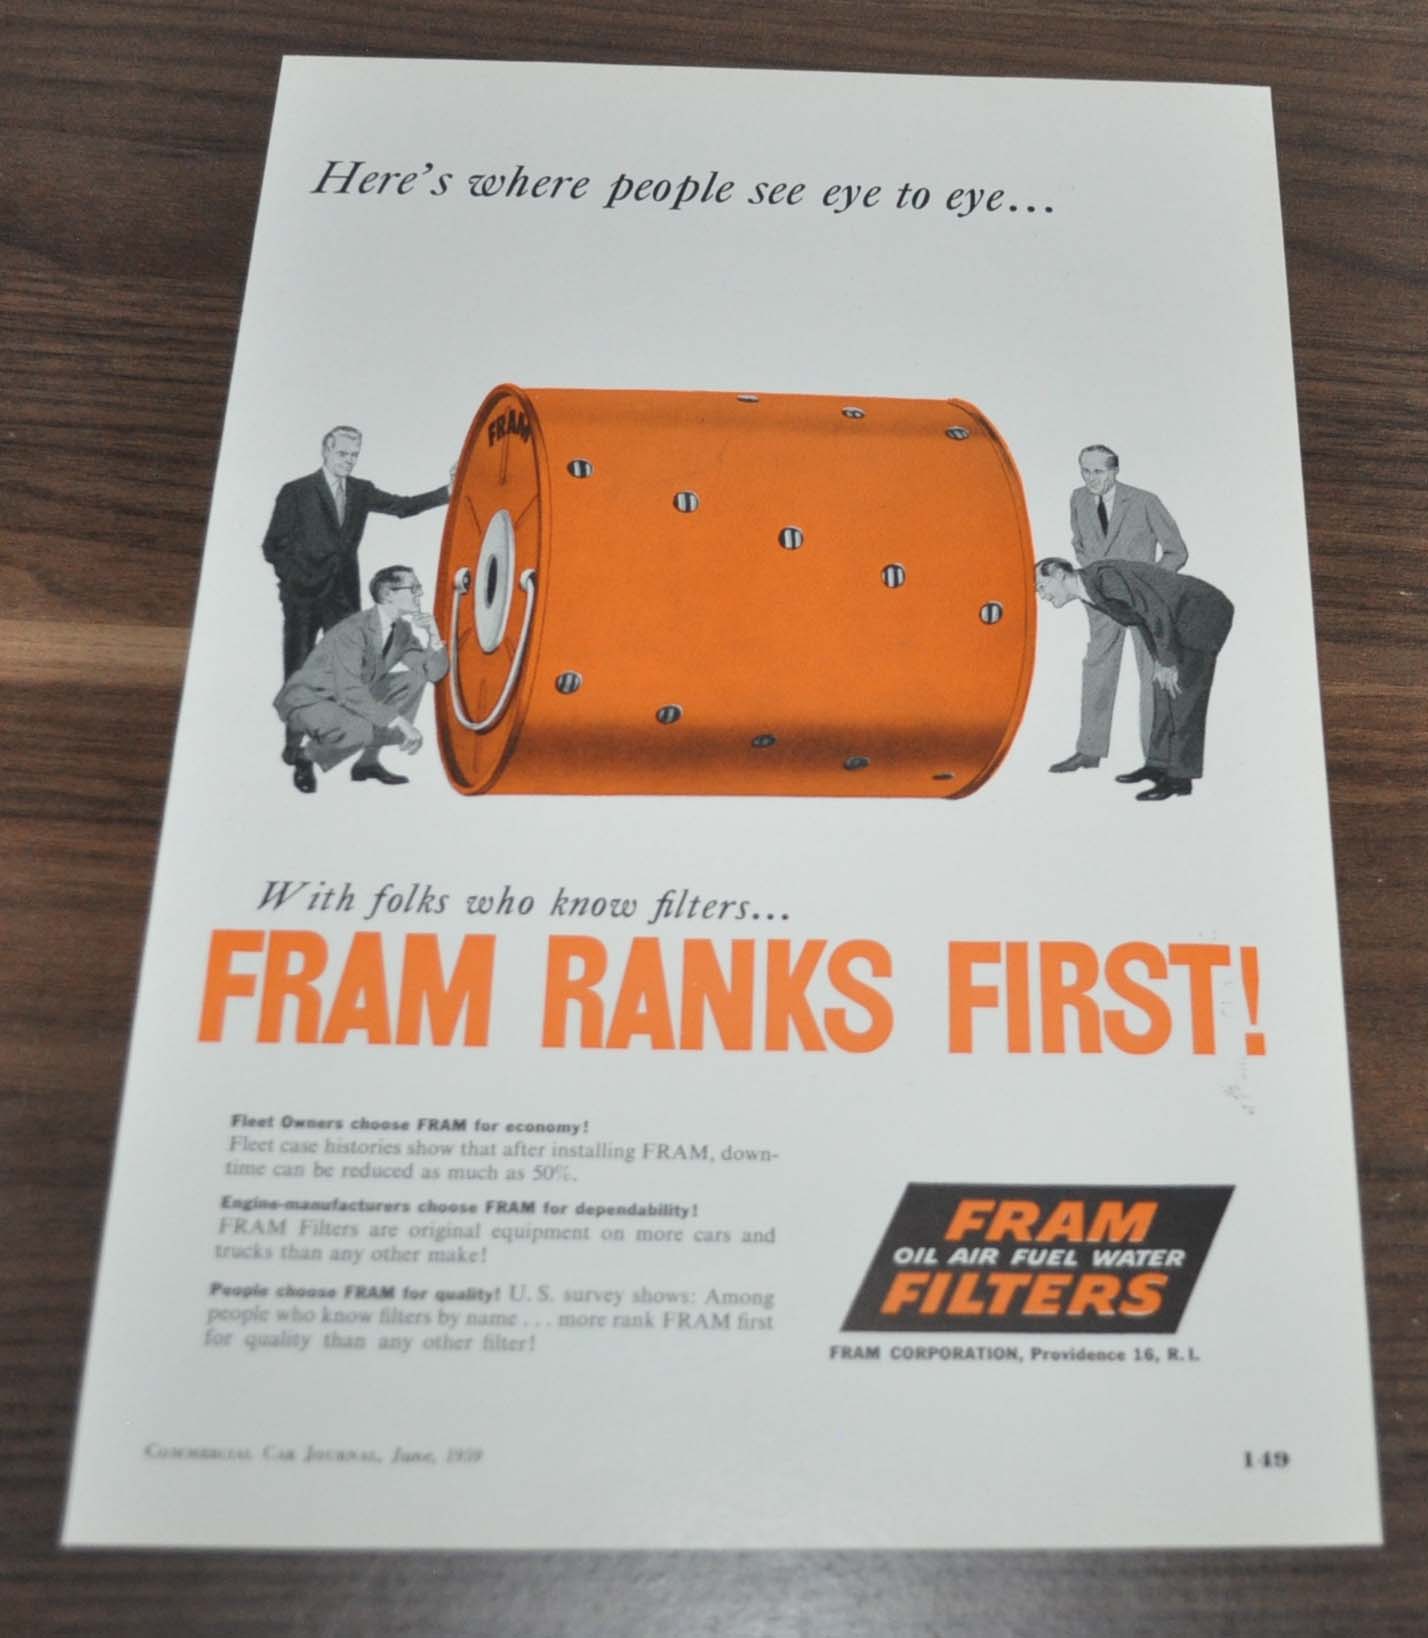 Here's where people see eye to eye...
FRAM
With folks who know filters...
FRAM RANKS FIRST!
Fleet Owners choose FRAM for economy!
Fleet case histories show that after installing FRAM, down-
time can be reduced as much as 50%.
Engine-manufacturers choose FRAM for dependability!
FRAM Filters are original equipment on more cars and
trucks than any other make!
People choose FRAM for quality! U. S. survey shows: Among
people who know filters by name . . . more rank FRAM first
for quality than any other filter!
FRAM
OIL AIR FUEL WATER
FILTERS
FRAM CORPORATION, Providence 16, R. I.
Commercial Car Journal, June, 1959
149